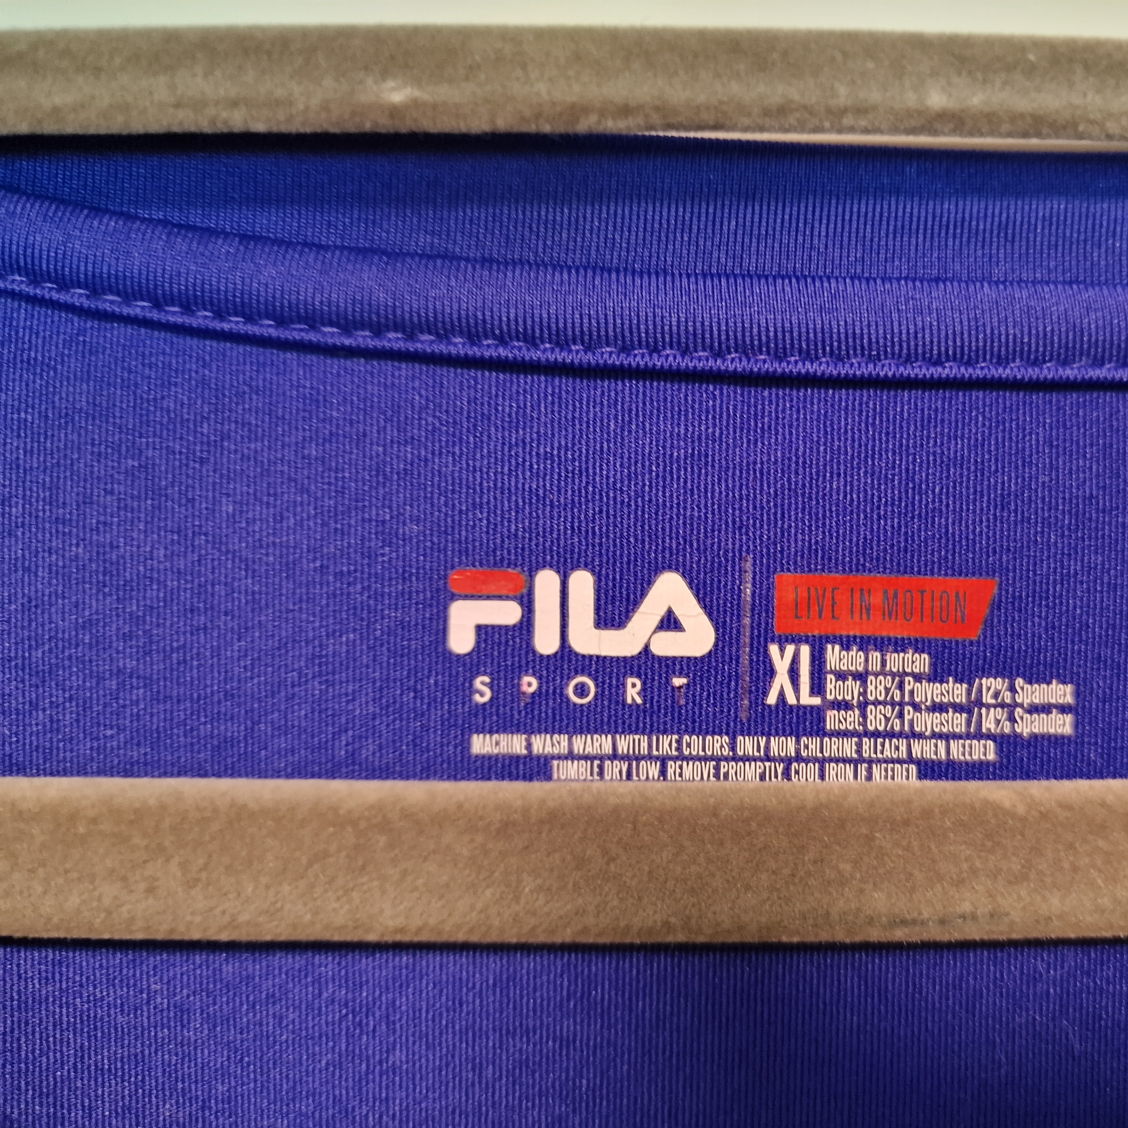 FILA
SPORT
LIVE IN MOTION
XL
Made in Jordan
Body: 88% Polyester / 12% Spandex
mset: 86% Polyester / 14% Spandex
MACHINE WASH WARM WITH LIKE COLORS. ONLY NON-CHLORINE BLEACH WHEN NEEDED.
TUMBLE DRY LOW. REMOVE PROMPTLY. COOL IRON IF NEEDED.